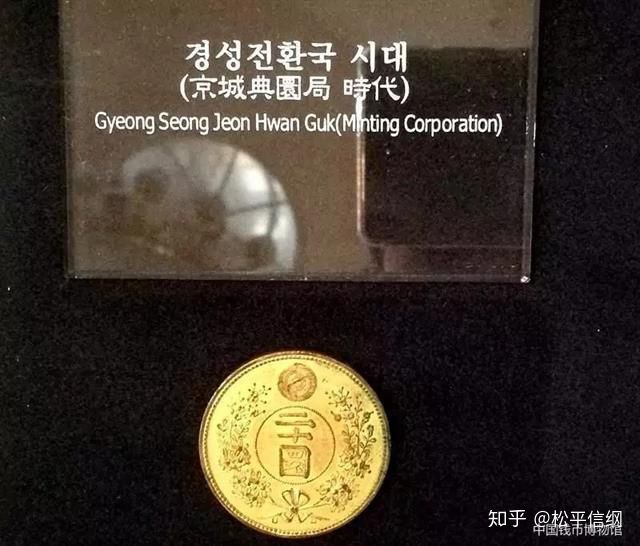 경성전환국 시대
(京城典圜局 時代)
Gyeong Seong Jeon Hwan Guk(Minting Corporation)
二十圜
知乎 @松平信纲
中国钱币博物馆